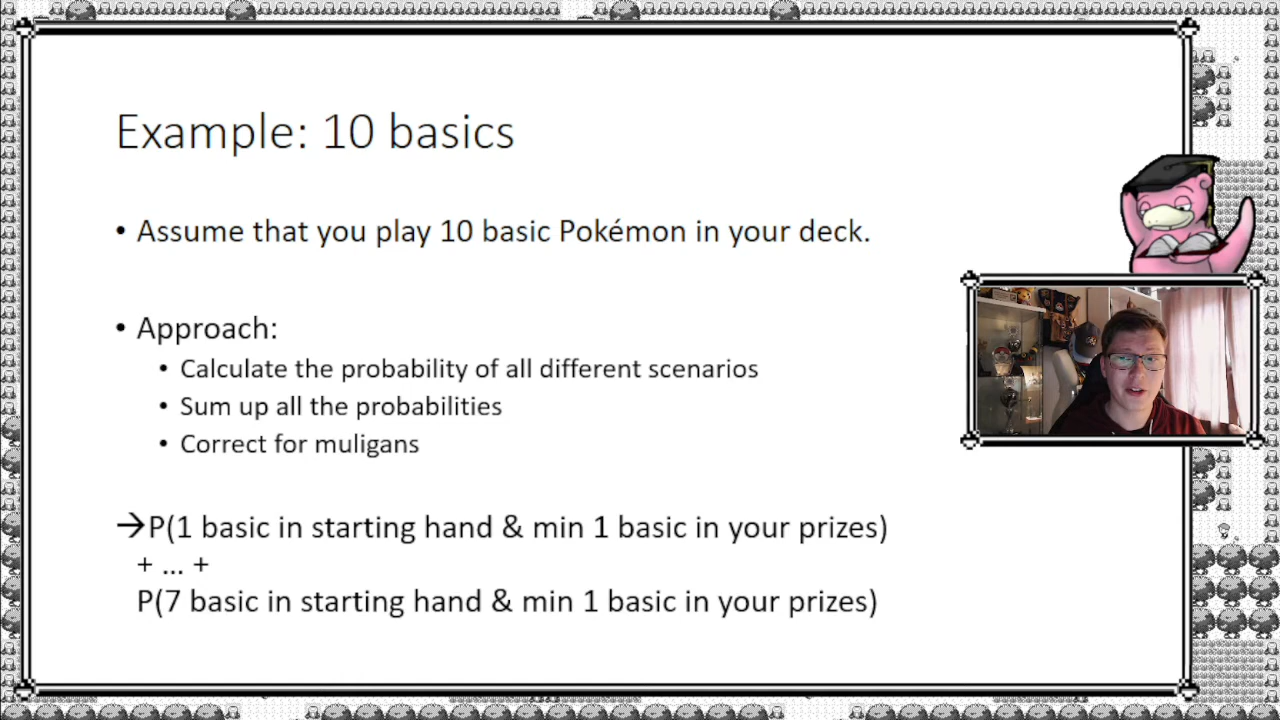 Example: 10 basics
• Assume that you play 10 basic Pokémon in your deck.
• Approach:
• Calculate the probability of all different scenarios
• Sum up all the probabilities
• Correct for muligans
→P(1 basic in starting hand & min 1 basic in your prizes)
+ ... +
P(7 basic in starting hand & min 1 basic in your prizes)